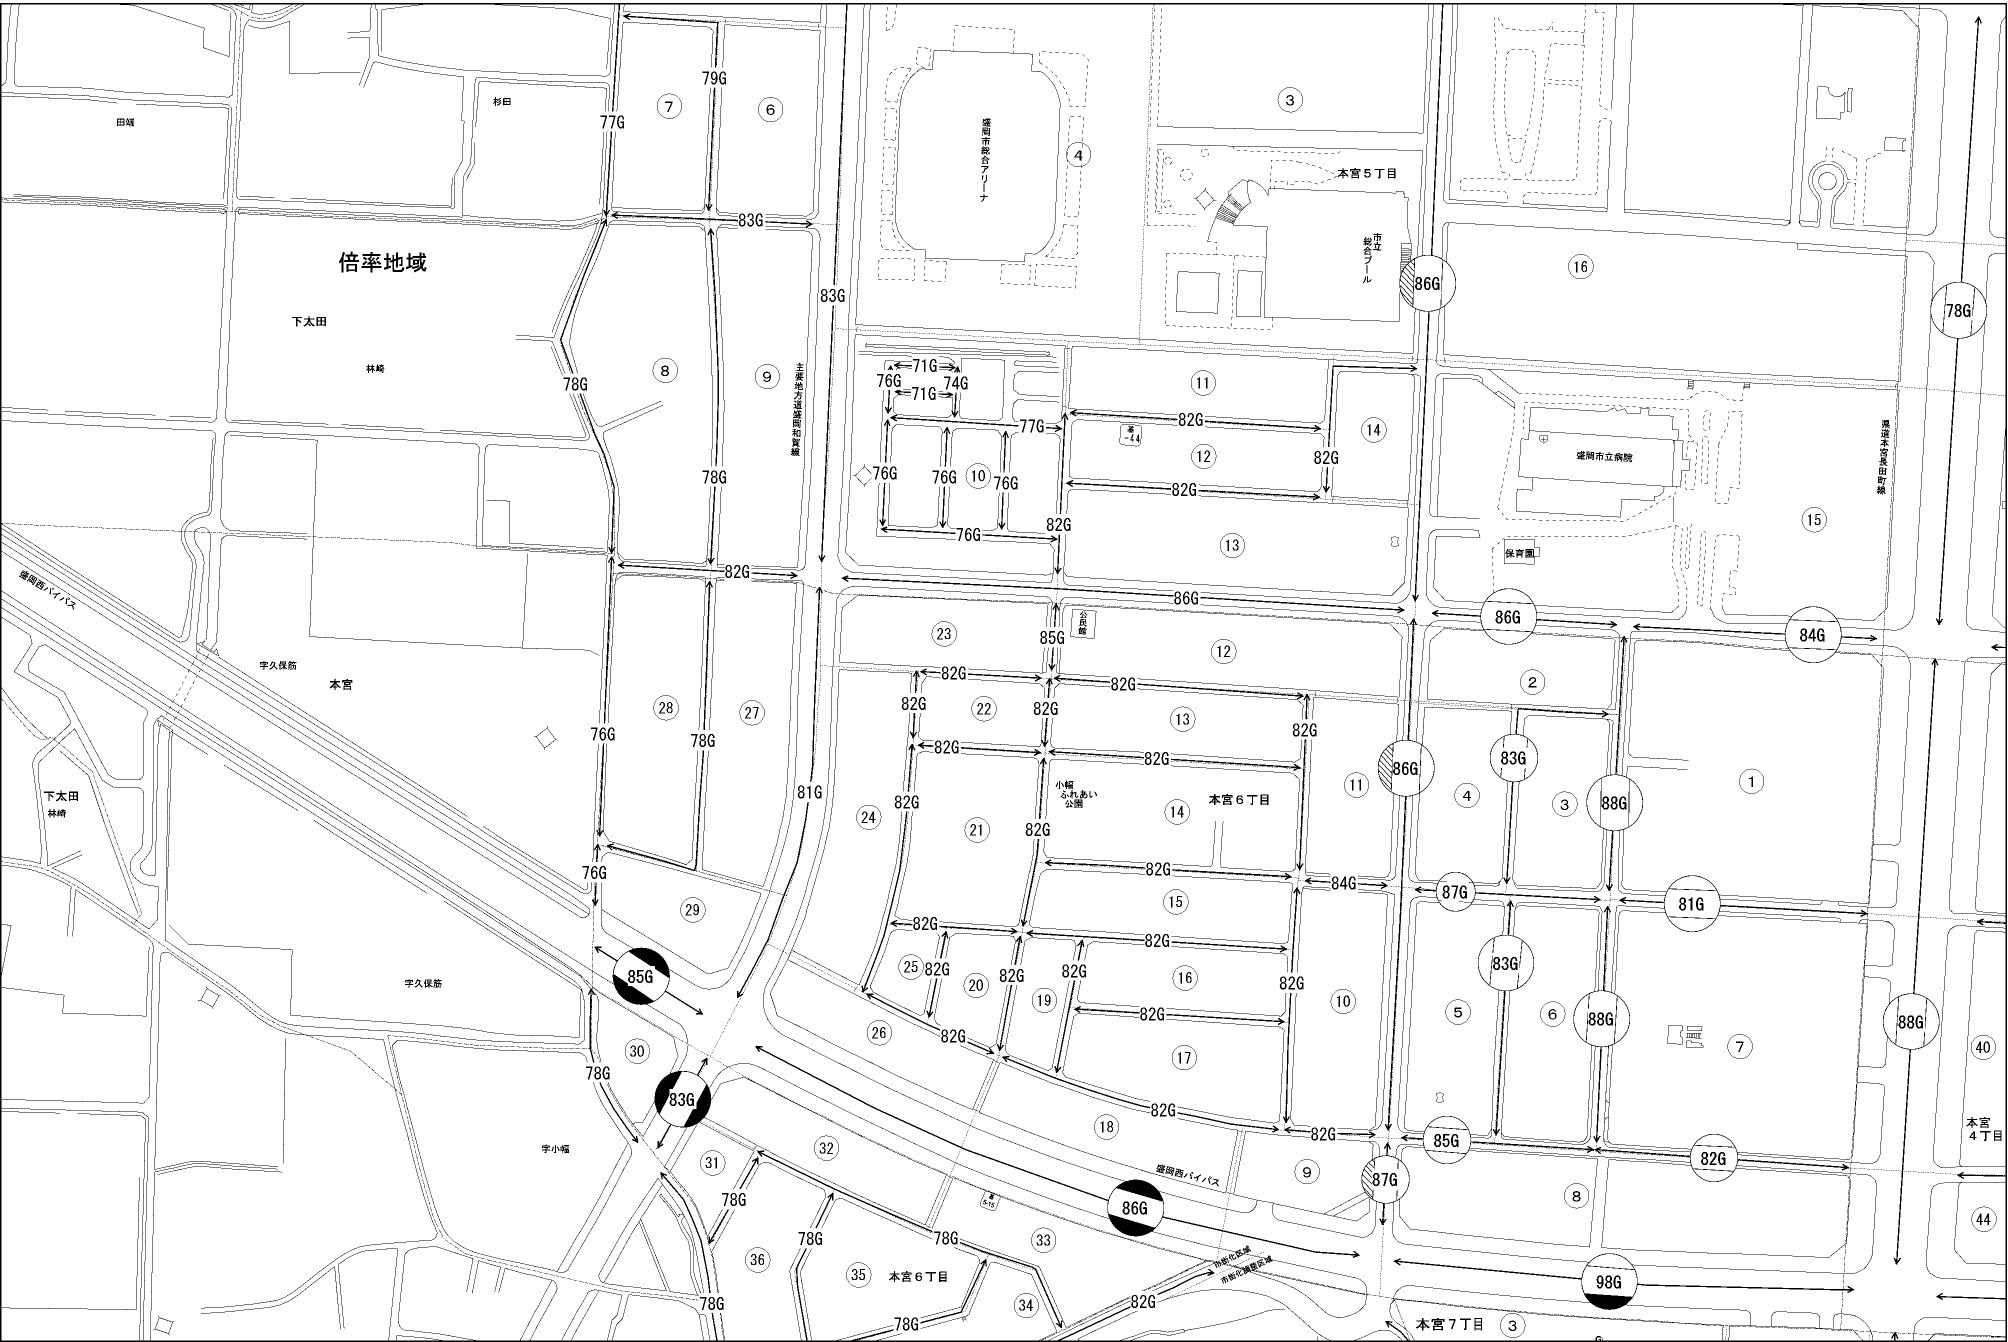 79G
⑦
⑥
77G
杉田
田端
83G
倍率地域
下太田
林崎
78G
⑧
⑨
主要地方道盛岡和賀線
78G
83G
82G
盛岡市総合アリーナ
④
③
本宮5丁目
市立
総合プール
86G
⑯
78G
71G
76G
74G
71G
77G
76G
76G
⑩
76G
76G
82G
⑪
82G
基
-44
⑫
82G
82G
⑭
⑬
盛岡市立病院
保育園
⑮
県道本宮長田町線
86G
86G
84G
盛岡西バイパス
字久保筋
本宮
76G
㉘
78G
㉗
81G
76G
㉙
下太田
林崎
字久保筋
85G
㉓
85G
公民館
⑫
82G
82G
82G
㉒
82G
⑬
82G
82G
82G
82G
㉔
㉑
小幅
ふれあい
公園
82G
本宮6丁目
⑭
⑪
86G
82G
84G
⑮
82G
82G
㉕
82G
⑳
82G
⑲
82G
⑯
82G
82G
⑩
㉖
82G
⑰
82G
⑱
82G
②
83G
④
③
88G
①
87G
81G
83G
⑤
⑥
88G
⑦
88G
㊵
本宮
4丁目
85G
82G
87G
⑨
⑧
㊹
㉚
78G
83G
字小幅
㉛
㉜
78G
盛岡西バイパス
86G
基
5-15
78G
㉝
㊱
78G
㉟
本宮6丁目
㉞
78G
78G
市街化区域
市街化調整区域
82G
98G
本宮7丁目
③